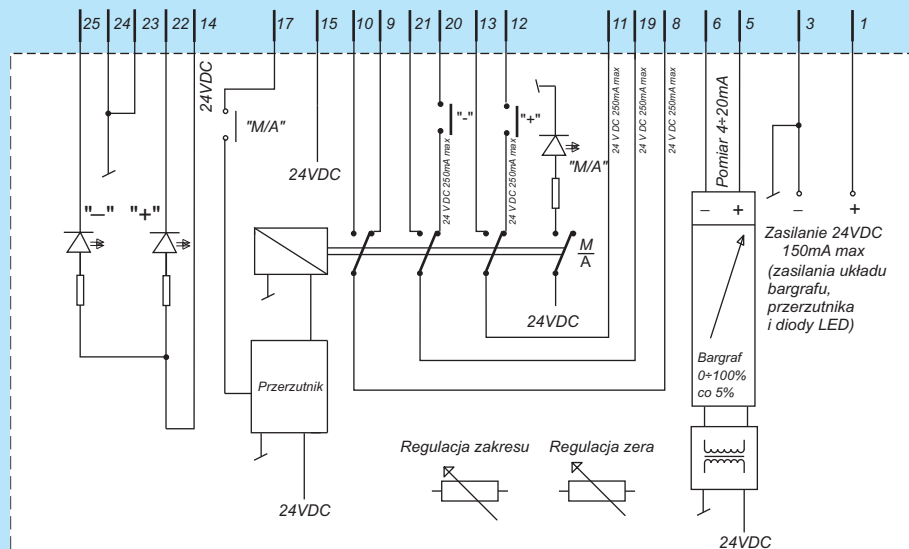 25 24 23 22 14 17 15 10 9 21 20 13 12 11 19 8 6 5 3 1
24VDC
"M/A"
24VDC
"-"
24 V DC 250mA max
"+"
24 V DC 250mA max
"M/A"
24 V DC 250mA max
24 V DC 250mA max
24 V DC 250mA max
Pomiar 4÷20mA
"–" "+"
M
A
24VDC
– +
– +
Zasilanie 24VDC
150mA max
(zasilania układu
bargrafu,
przerzutnika
i diody LED)
Przerzutnik
Bargraf
0÷100%
co 5%
Regulacja zakresu
Regulacja zera
24VDC
24VDC